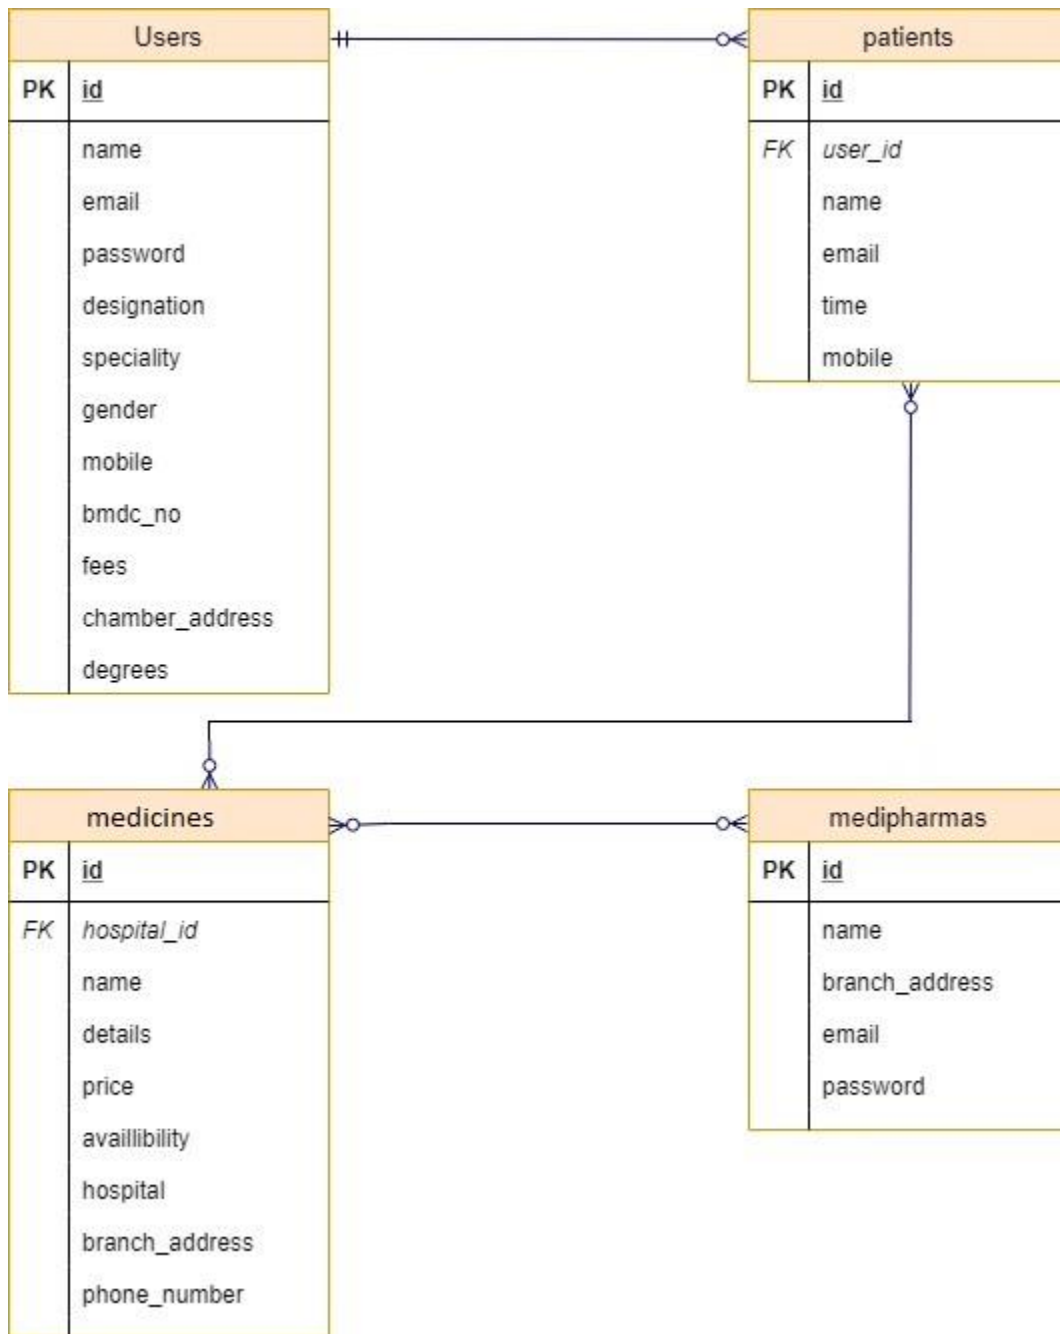 Users
PK id
name
email
password
designation
speciality
gender
mobile
bmdc_no
fees
chamber_address
degrees
patients
PK id
FK user_id
name
email
time
mobile
medicines
PK id
FK hospital_id
name
details
price
availlibility
hospital
branch_address
phone_number
medipharmas
PK id
name
branch_address
email
password